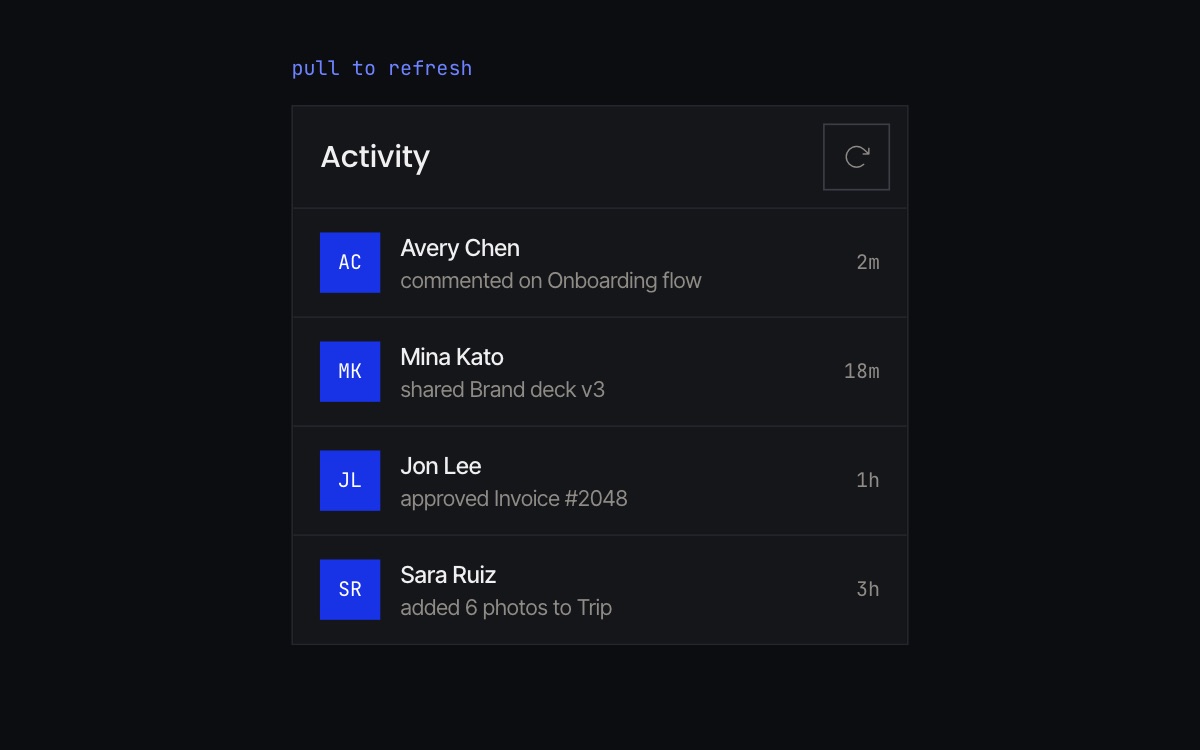 pull to refresh
Activity
AC
Avery Chen
commented on Onboarding flow
2m
MK
Mina Kato
shared Brand deck v3
18m
JL
Jon Lee
approved Invoice #2048
1h
SR
Sara Ruiz
added 6 photos to Trip
3h